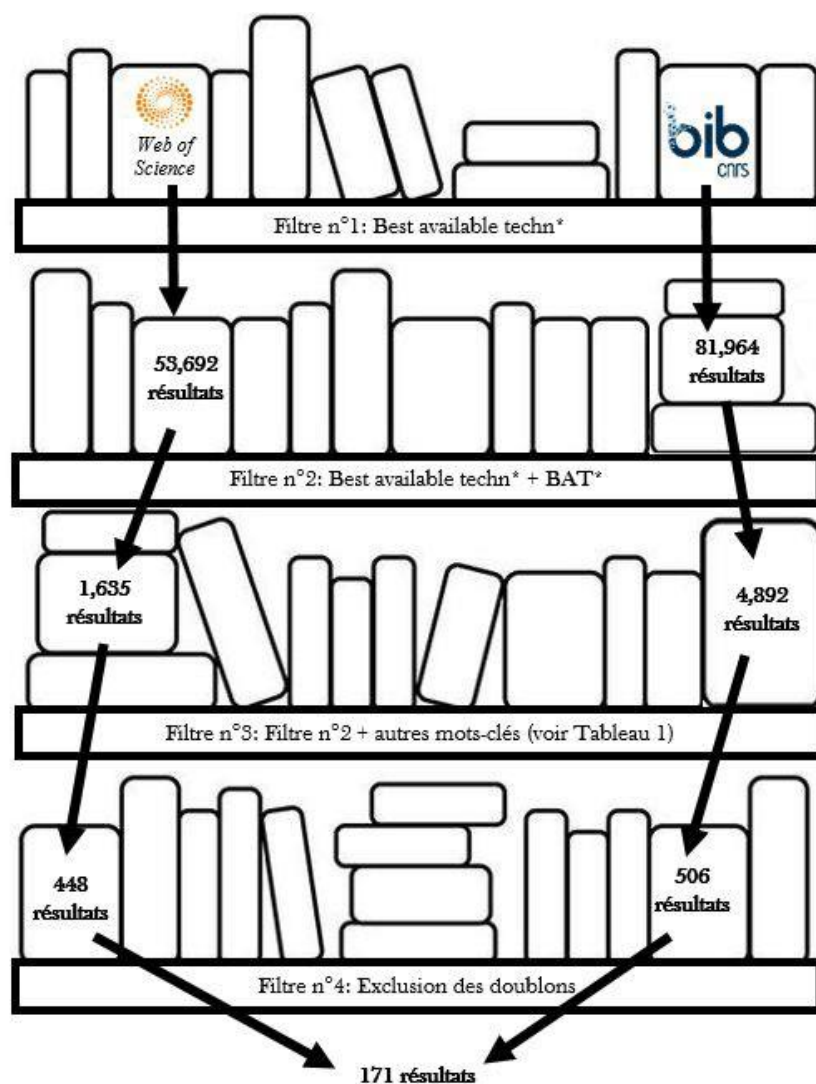 Web of
Science
bib
cnrs
Filtre n°1: Best available techn*
53,692
résultats
81,964
résultats
Filtre n°2: Best available techn* + BAT*
1,635
résultats
4,892
résultats
Filtre n°3: Filtre n°2 + autres mots-clés (voir Tableau 1)
448
résultats
506
résultats
Filtre n°4: Exclusion des doublons
171 résultats